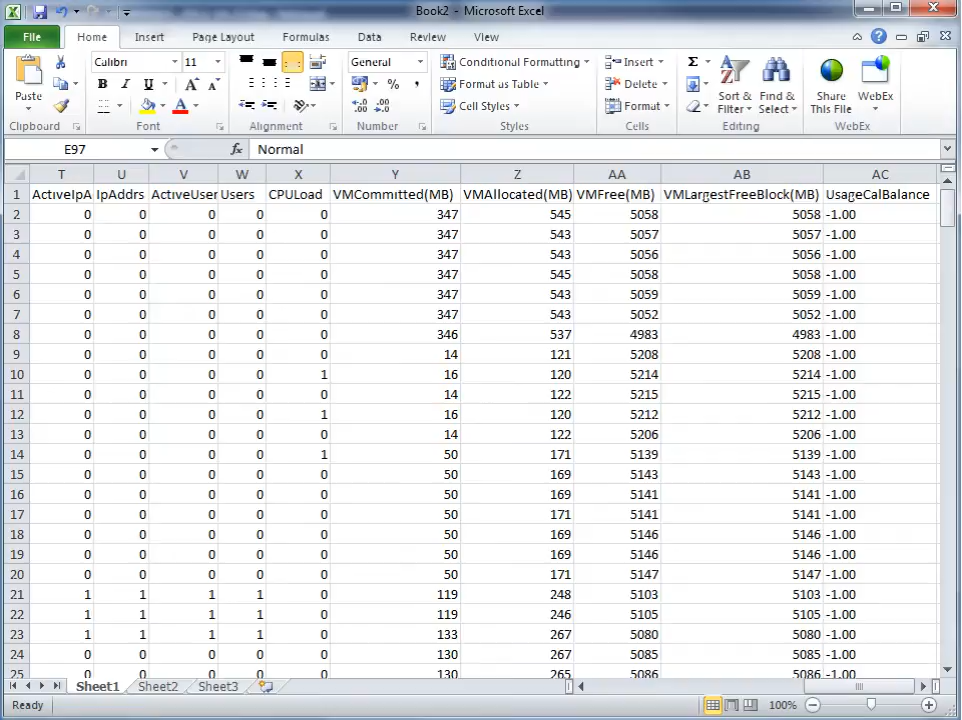 Book2 - Microsoft Excel
File Home Insert Page Layout Formulas Data Review View
Paste
Calibri 11
B I U A A
A
General
% ,
Conditional Formatting
Format as Table
Cell Styles
Insert
Delete
Format
Σ
Sort & Filter
Find & Select
Share This File
WebEx
Clipboard Font Alignment Number Styles Cells Editing WebEx
E97 fx Normal
T U V W X Y Z AA AB AC
1 ActiveIpA IpAddrs ActiveUser Users CPULoad VMCommitted(MB) VMAllocated(MB) VMFree(MB) VMLargestFreeBlock(MB) UsageCalBalance
2 0 0 0 0 0 347 545 5058 5058 -1.00
3 0 0 0 0 0 347 543 5057 5057 -1.00
4 0 0 0 0 0 347 543 5056 5056 -1.00
5 0 0 0 0 0 347 545 5058 5058 -1.00
6 0 0 0 0 0 347 543 5059 5059 -1.00
7 0 0 0 0 0 347 543 5052 5052 -1.00
8 0 0 0 0 0 346 537 4983 4983 -1.00
9 0 0 0 0 0 14 121 5208 5208 -1.00
10 0 0 0 0 1 16 120 5214 5214 -1.00
11 0 0 0 0 0 14 122 5215 5215 -1.00
12 0 0 0 0 1 16 120 5212 5212 -1.00
13 0 0 0 0 0 14 122 5206 5206 -1.00
14 0 0 0 0 1 50 171 5139 5139 -1.00
15 0 0 0 0 0 50 169 5143 5143 -1.00
16 0 0 0 0 0 50 169 5141 5141 -1.00
17 0 0 0 0 0 50 171 5141 5141 -1.00
18 0 0 0 0 0 50 169 5146 5146 -1.00
19 0 0 0 0 0 50 169 5146 5146 -1.00
20 0 0 0 0 0 50 171 5147 5147 -1.00
21 1 1 1 1 0 119 248 5103 5103 -1.00
22 1 1 1 1 0 119 246 5105 5105 -1.00
23 1 1 1 1 0 133 267 5080 5080 -1.00
24 0 0 0 0 0 130 267 5085 5085 -1.00
25 0 0 0 0 0 130 265 5086 5086 -1.00
Sheet1 Sheet2 Sheet3
Ready 100%